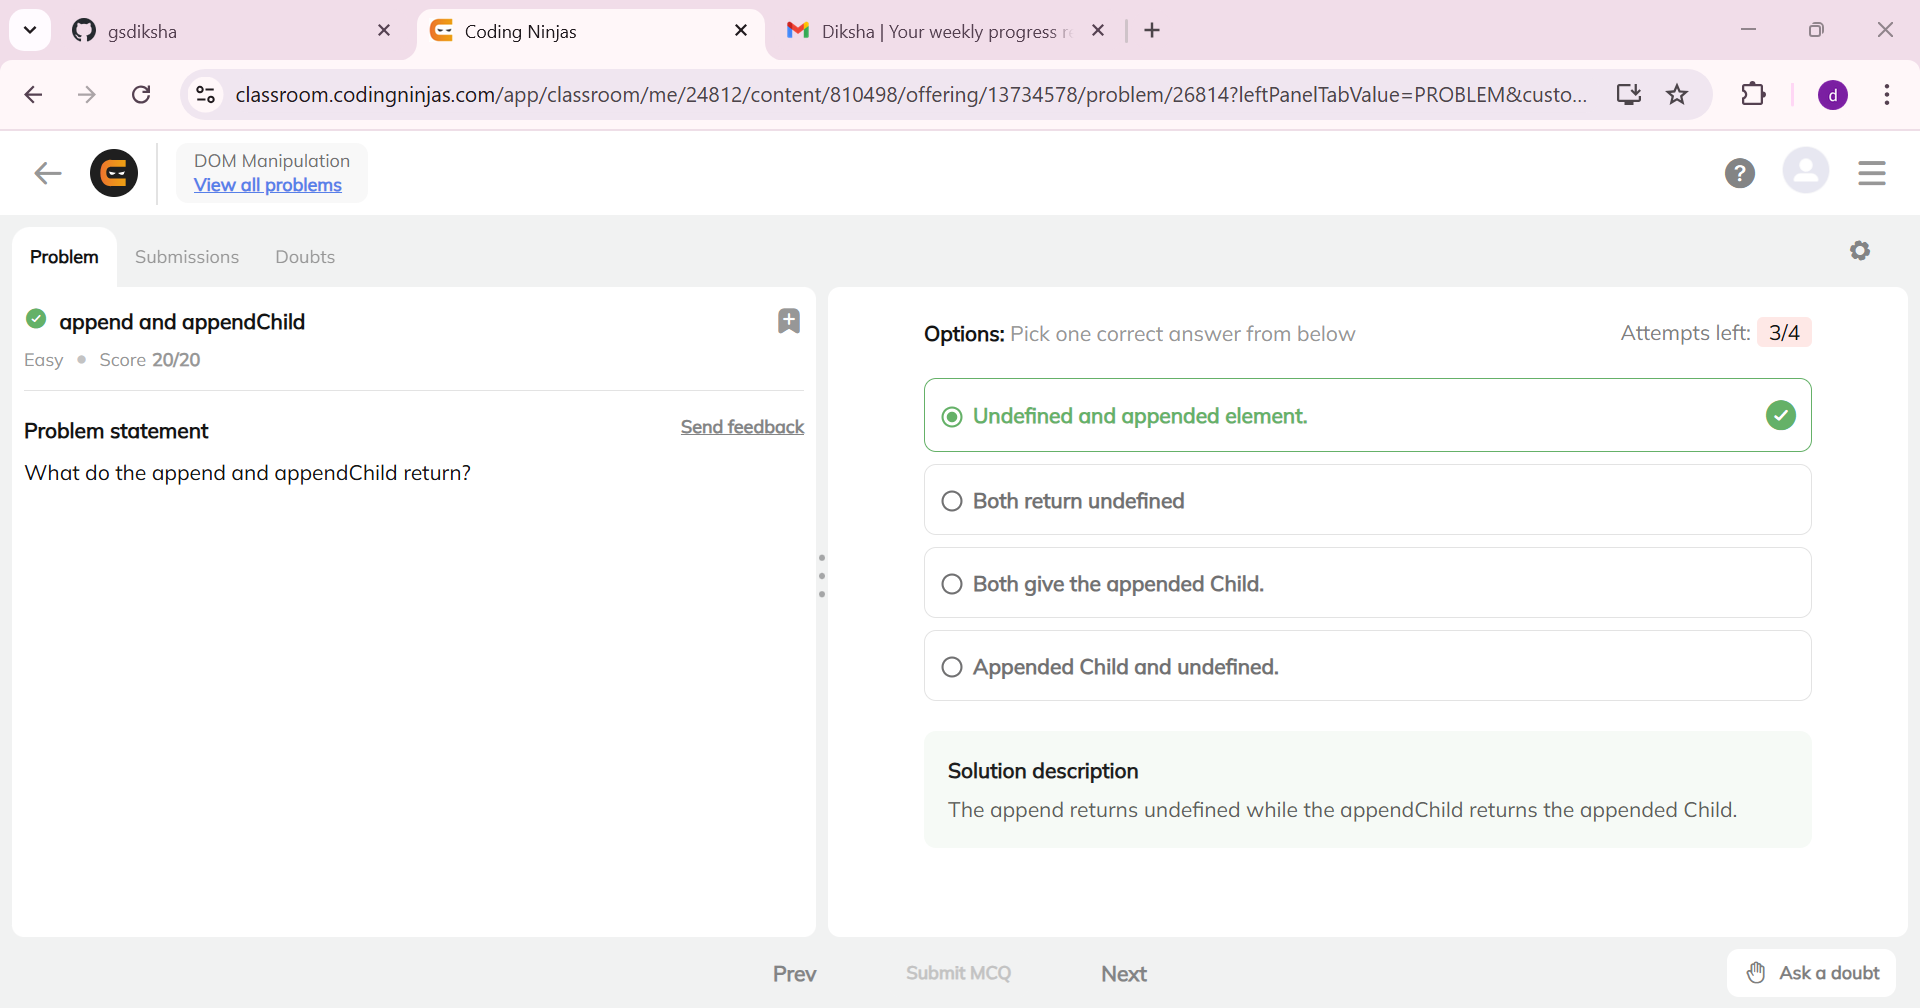 gsdiksha
Coding Ninjas
Diksha | Your weekly progress r
classroom.codingninjas.com/app/classroom/me/24812/content/810498/offering/13734578/problem/26814?leftPanelTabValue=PROBLEM&custo...
d
DOM Manipulation
View all problems
?
Problem
Submissions
Doubts
append and appendChild
Easy
Score 20/20
Problem statement
Send feedback
What do the append and appendChild return?
Options: Pick one correct answer from below
Attempts left: 3/4
Undefined and appended element.
Both return undefined
Both give the appended Child.
Appended Child and undefined.
Solution description
The append returns undefined while the appendChild returns the appended Child.
Prev
Submit MCQ
Next
Ask a doubt